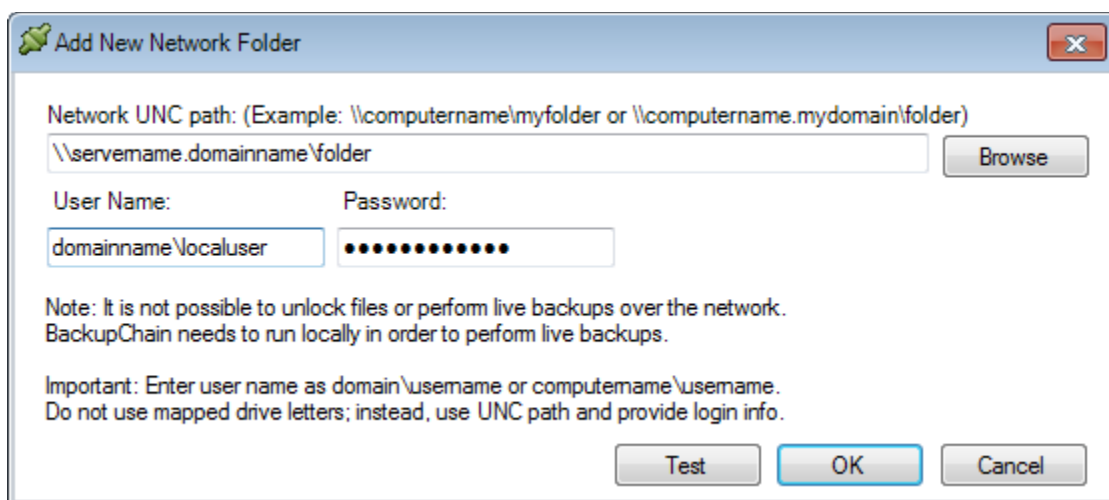 Add New Network Folder
Network UNC path: (Example: \\computername\myfolder or \\computername.mydomain\folder)
\\servername.domainname\folder
Browse
User Name: Password:
domainname\localuser ●●●●●●●●●●●●
Note: It is not possible to unlock files or perform live backups over the network.
BackupChain needs to run locally in order to perform live backups.
Important: Enter user name as domain\username or computername\username.
Do not use mapped drive letters; instead, use UNC path and provide login info.
Test OK Cancel